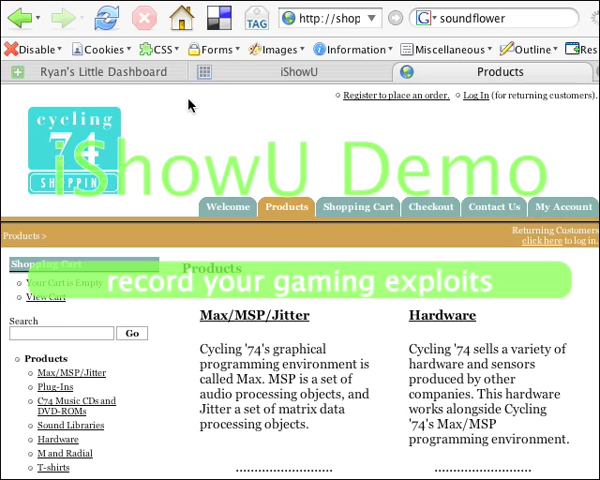 TAG
http://shop
soundflower
Disable Cookies CSS Forms Images Information Miscellaneous Outline Res
Ryan's Little Dashboard iShowU Products
Register to place an order. Log In (for returning customers).
cycling
74
SHOPPING
iShowU Demo
Welcome Products Shopping Cart Checkout Contact Us My Account
Products >
Returning Customers
click here to log in.
Shopping Cart
Your Cart is Empty
View Cart
Products
record your gaming exploits
Search
Go
Products
Max/MSP/Jitter
Plug-Ins
C74 Music CDs and
DVD-ROMs
Sound Libraries
Hardware
M and Radial
T-shirts
Max/MSP/Jitter
Cycling '74's graphical
programming environment is
called Max. MSP is a set of
audio processing objects, and
Jitter a set of matrix data
processing objects.
Hardware
Cycling '74 sells a variety of
hardware and sensors
produced by other
companies. This hardware
works alongside Cycling
'74's Max/MSP
programming environment.